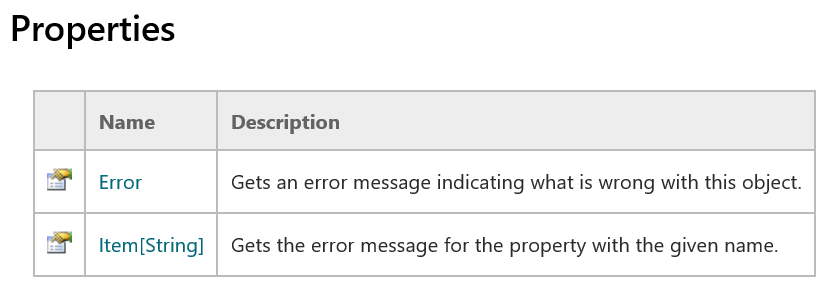 Properties
Name Description
Error Gets an error message indicating what is wrong with this object.
Item[String] Gets the error message for the property with the given name.